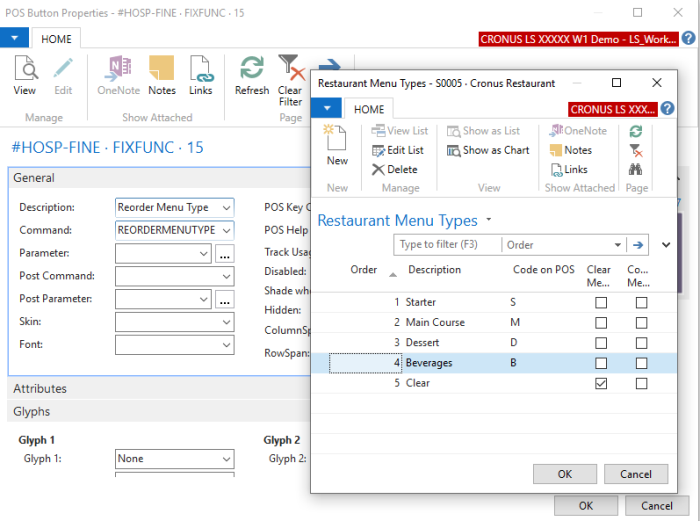 POS Button Properties - #HOSP-FINE · FIXFUNC · 15
HOME
CRONUS LS XXXXX W1 Demo - LS_Work...
View
Edit
OneNote
Notes
Links
Refresh
Clear
Filter
Manage
Show Attached
Page
#HOSP-FINE · FIXFUNC · 15
General
Description:
Reorder Menu Type
Command:
REORDERMENUTYPE
Parameter:
Post Command:
Post Parameter:
Skin:
Font:
POS Key C
POS Help
Track Usag
Disabled:
Shade whe
Hidden:
ColumnSp
RowSpan:
Attributes
Glyphs
Glyph 1
Glyph 1:
None
Glyph 2
Glyph 2:
OK
Cancel
Restaurant Menu Types - S0005 · Cronus Restaurant
HOME
CRONUS LS XXX...
New
View List
Edit List
Delete
Show as List
Show as Chart
OneNote
Notes
Links
New
Manage
View
Show Attached
Page
Restaurant Menu Types
Type to filter (F3)
Order
Order
Description
Code on POS
Clear
Me...
Co...
Me...
1 Starter S
2 Main Course M
3 Dessert D
4 Beverages B
5 Clear
OK
Cancel